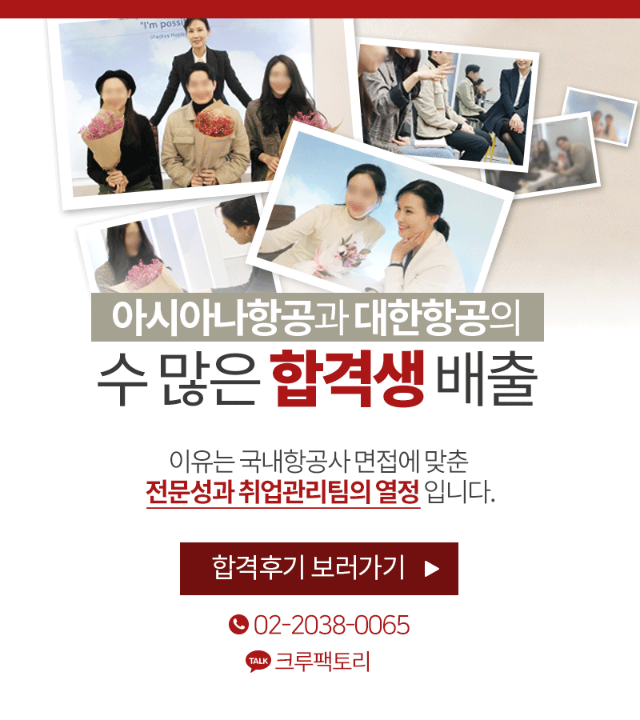 "I'm possi
아시아나항공과 대한항공의
수 많은 합격생 배출
이유는 국내항공사 면접에 맞춘
전문성과 취업관리팀의 열정 입니다.
합격후기 보러가기
02-2038-0065
TALK 크루팩토리